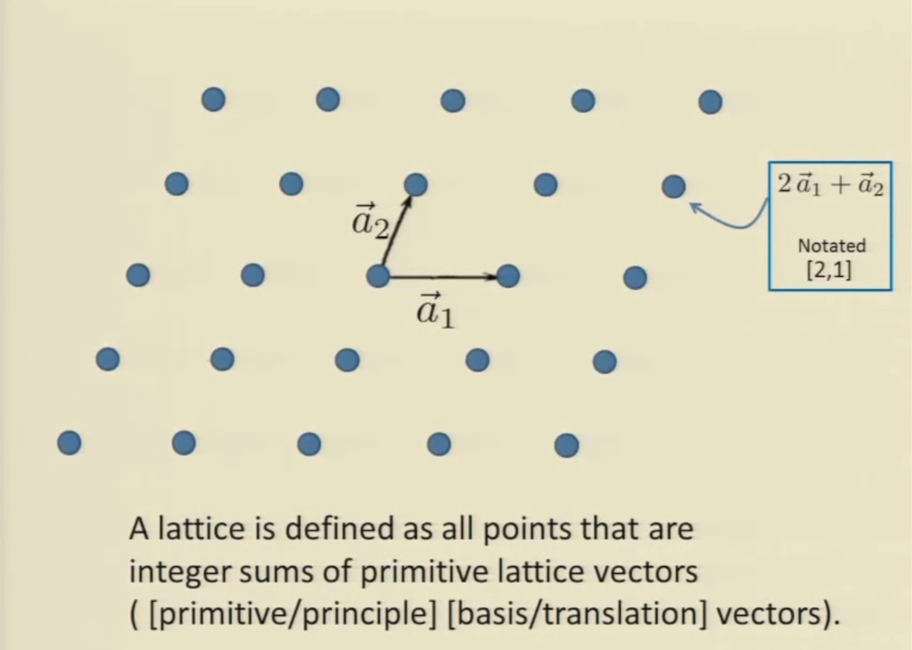 2 a⃗₁ + a⃗₂
a⃗₂
Notated
[2,1]
a⃗₁
A lattice is defined as all points that are
integer sums of primitive lattice vectors
( [primitive/principle] [basis/translation] vectors).